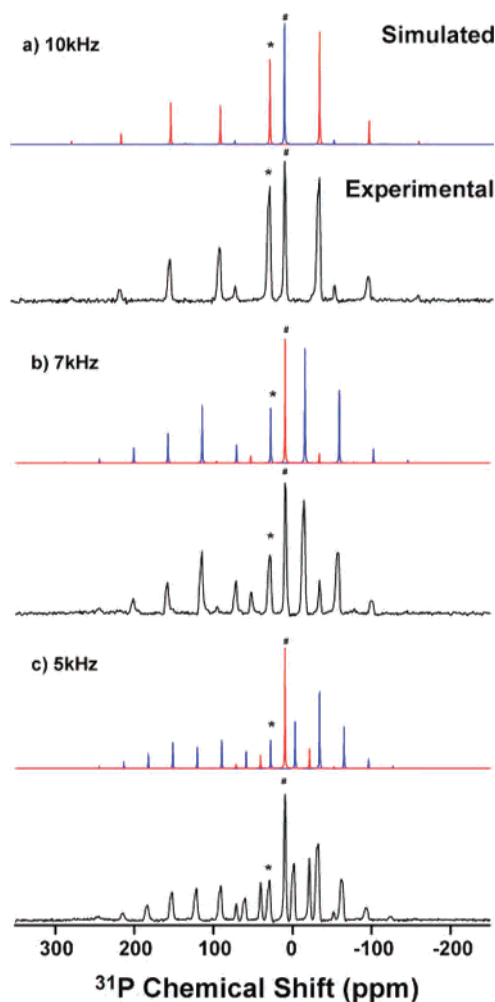 #
Simulated
a) 10kHz
*
#
Experimental
*
#
b) 7kHz
*
#
*
#
c) 5kHz
*
#
*
300 200 100 0 -100 -200
³¹P Chemical Shift (ppm)